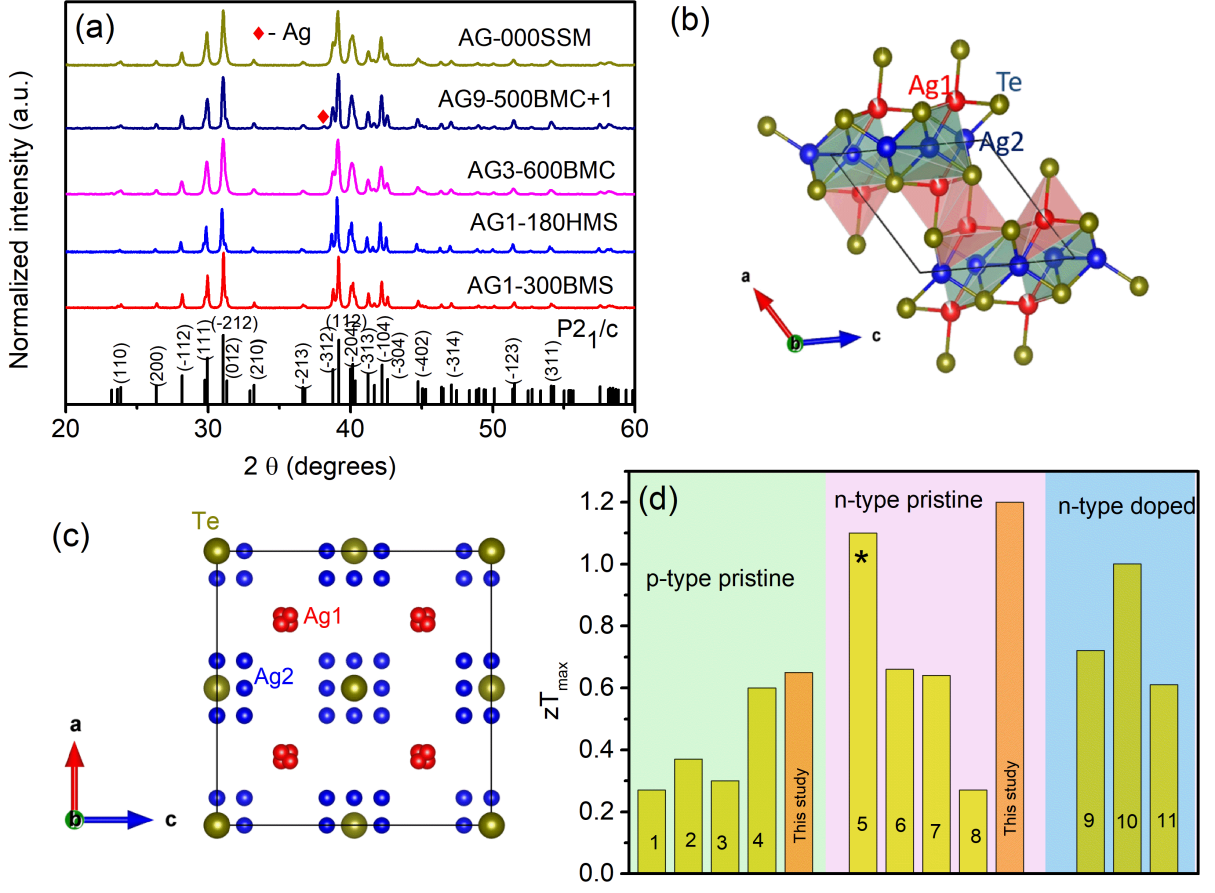 (a)
♦ - Ag
AG-000SSM
AG9-500BMC+1
AG3-600BMC
AG1-180HMS
AG1-300BMS
P2₁/c
(110)
(200)
(-112)
(111)
(-212)
(012)
(210)
(-213)
(-312)
(112)
(-204)
(-313)
(-104)
(-304)
(-402)
(-314)
(-123)
(311)
20 30 40 50 60
2 θ (degrees)
Normalized intensity (a.u.)
(b)
Ag1
Te
Ag2
a
b
c
(c)
Te
Ag1
Ag2
a
b
c
(d)
p-type pristine
n-type pristine
n-type doped
*
zTmax
1.2
1.0
0.8
0.6
0.4
0.2
0.0
1
2
3
4
This study
5
6
7
8
This study
9
10
11